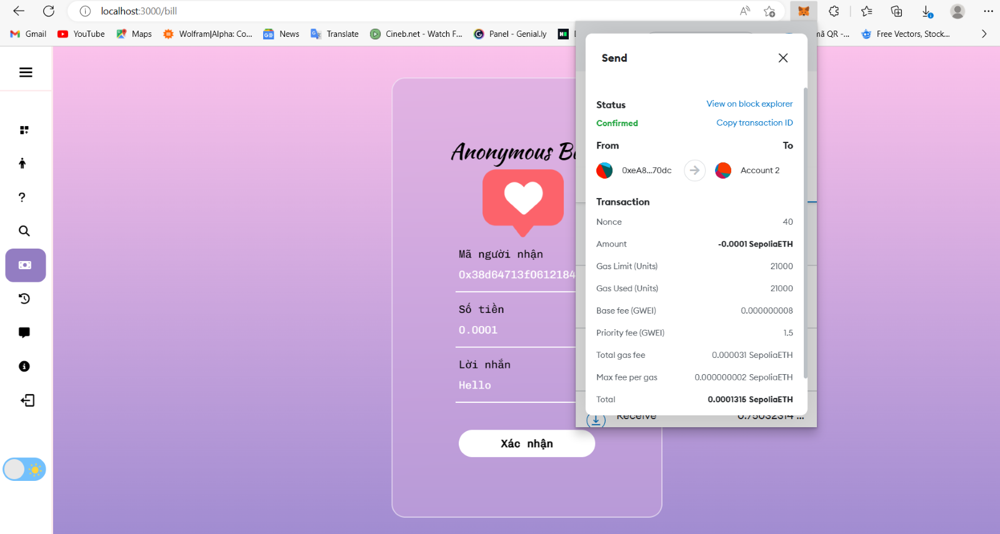 localhost:3000/bill
Gmail YouTube Maps Wolfram|Alpha: Co... News Translate Cineb.net - Watch F... Panel - Genial.ly mã QR -... Free Vectors, Stock...
Send
Status View on block explorer
Confirmed Copy transaction ID
From To
0xeA8...70dc Account 2
Transaction
Nonce 40
Amount -0.0001 SepoliaETH
Gas Limit (Units) 21000
Gas Used (Units) 21000
Base fee (GWEI) 0.000000008
Priority fee (GWEI) 1.5
Total gas fee 0.000031 SepoliaETH
Max fee per gas 0.000000002 SepoliaETH
Total 0.0001315 SepoliaETH
Receive 0.75032314 ...
Anonymous
Mã người nhận
0x38d64713f0612184
Số tiền
0.0001
Lời nhắn
Hello
Xác nhận